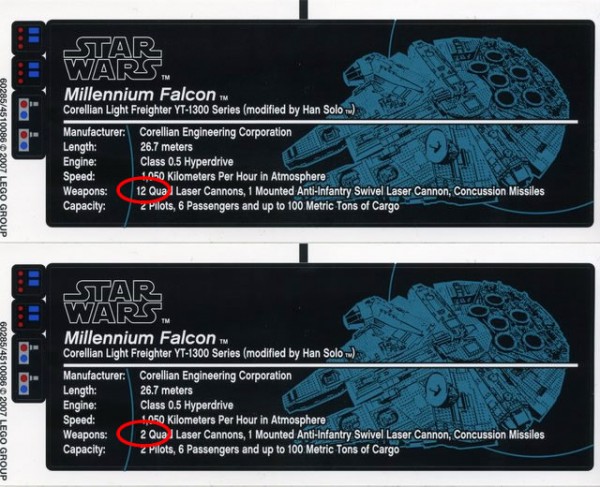 STAR
WARS TM
Millennium Falcon TM
Corellian Light Freighter YT-1300 Series (modified by Han Solo TM)
Manufacturer: Corellian Engineering Corporation
Length: 26.7 meters
Engine: Class 0.5 Hyperdrive
Speed: 1,050 Kilometers Per Hour in Atmosphere
Weapons: 12 Quad Laser Cannons, 1 Mounted Anti-Infantry Swivel Laser Cannon, Concussion Missiles
Capacity: 2 Pilots, 6 Passengers and up to 100 Metric Tons of Cargo
60285/4510086 © 2007 LEGO GROUP
STAR
WARS TM
Millennium Falcon TM
Corellian Light Freighter YT-1300 Series (modified by Han Solo TM)
Manufacturer: Corellian Engineering Corporation
Length: 26.7 meters
Engine: Class 0.5 Hyperdrive
Speed: 1,050 Kilometers Per Hour in Atmosphere
Weapons: 2 Quad Laser Cannons, 1 Mounted Anti-Infantry Swivel Laser Cannon, Concussion Missiles
Capacity: 2 Pilots, 6 Passengers and up to 100 Metric Tons of Cargo
60285/4510086 © 2007 LEGO GROUP